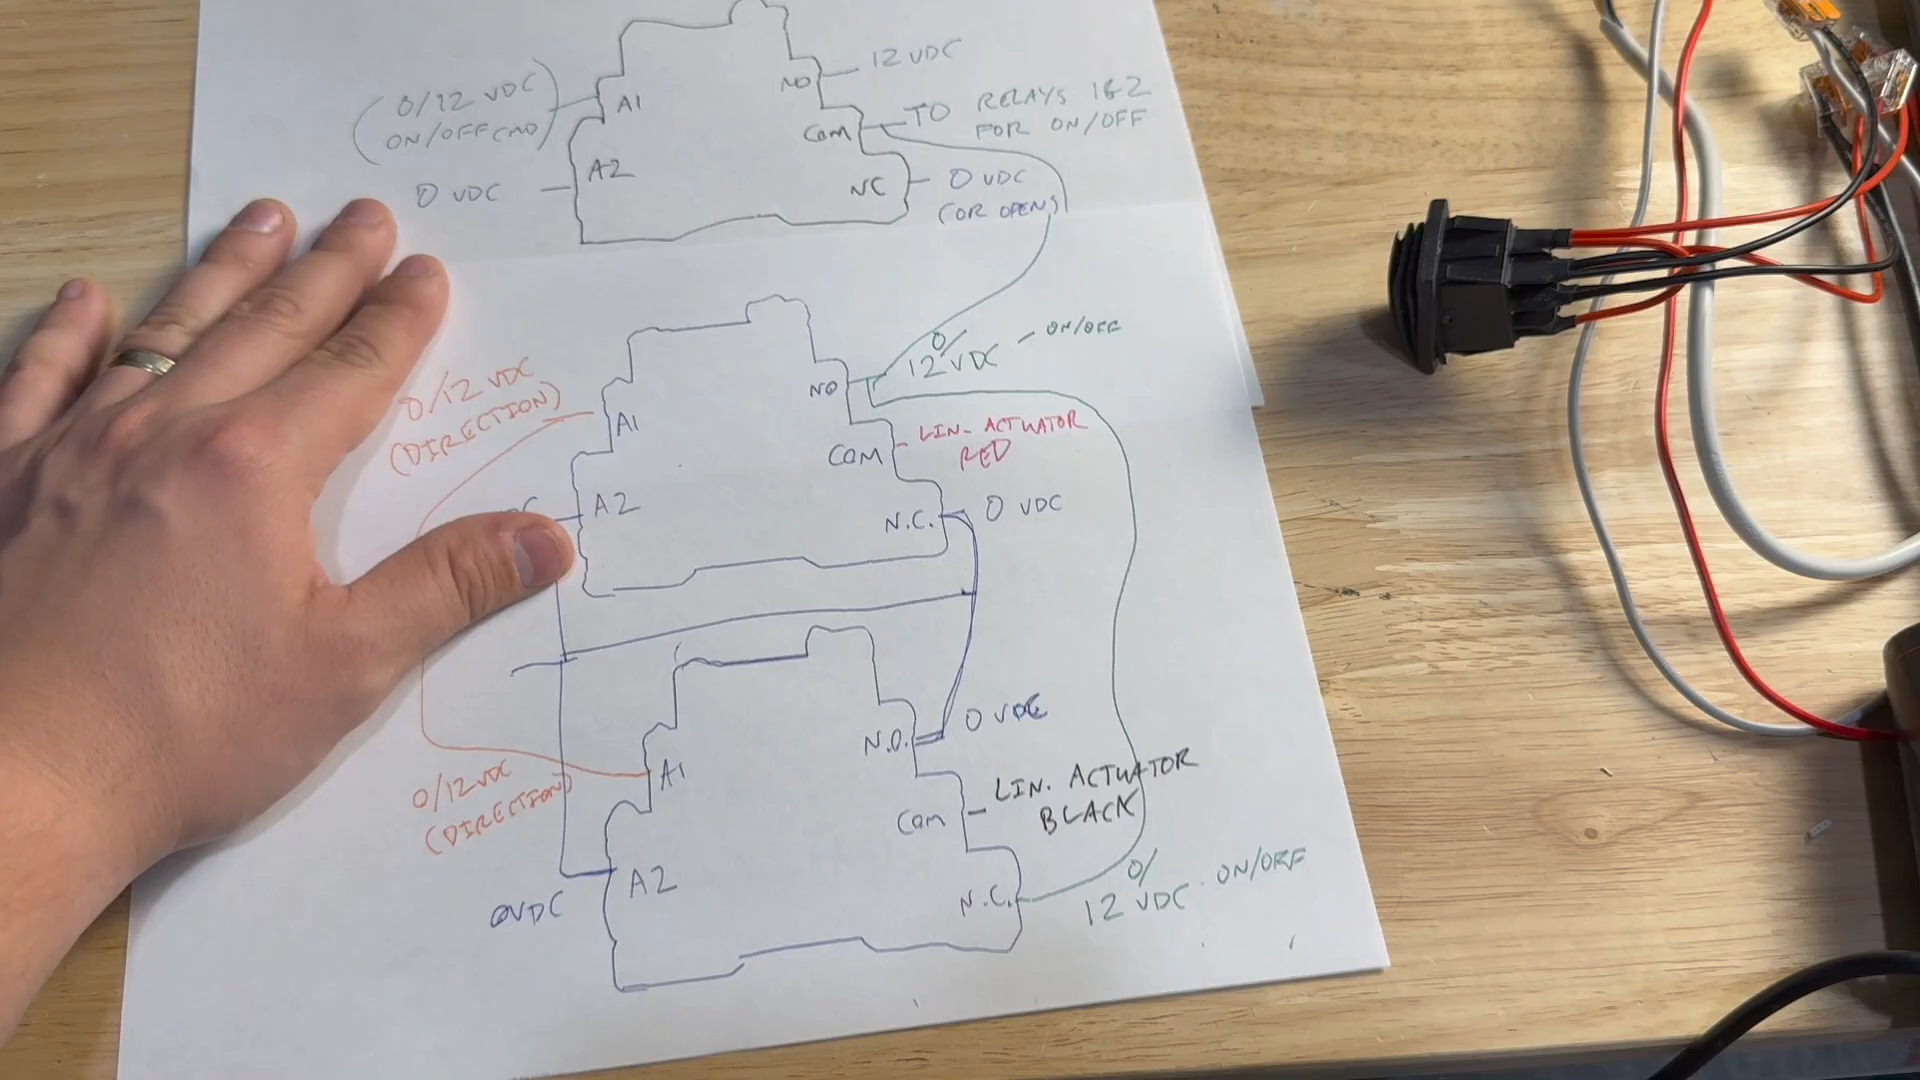 12 VDC
(0/12 VDC
ON/OFF CMD)
A1
NO
COM
TO RELAYS 1&2
FOR ON/OFF
A2
0 VDC
NC
0 VDC
(OR OPEN)
0/
12 VDC - ON/OFF
0/12 VDC
(DIRECTION)
A1
NO
COM
LIN. ACTUATOR
RED
A2
N.C.
0 VDC
0 VDC
N.O.
A1
0/12 VDC
(DIRECTION)
COM
LIN. ACTUATOR
BLACK
A2
0VDC
N.C.
0/
12 VDC - ON/OFF